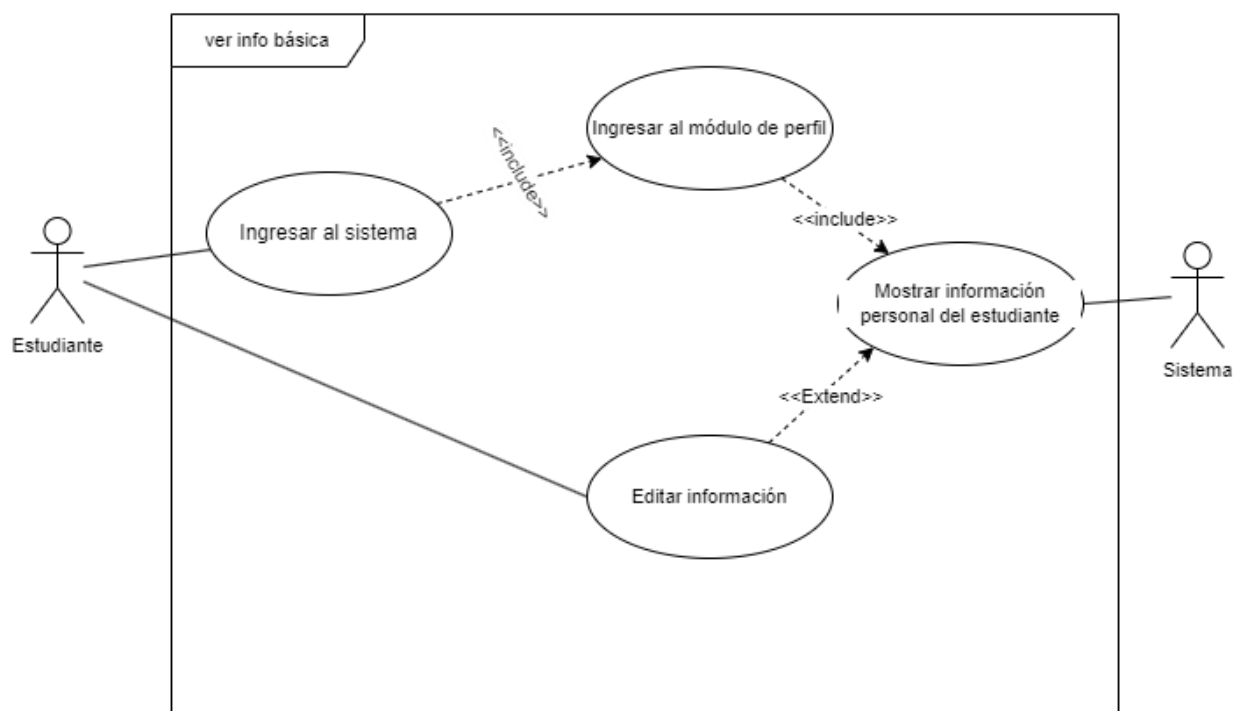 ver info básica
Ingresar al módulo de perfil
<<include>>
Ingresar al sistema
<<include>>
Mostrar información
personal del estudiante
Estudiante
Sistema
<<Extend>>
Editar información